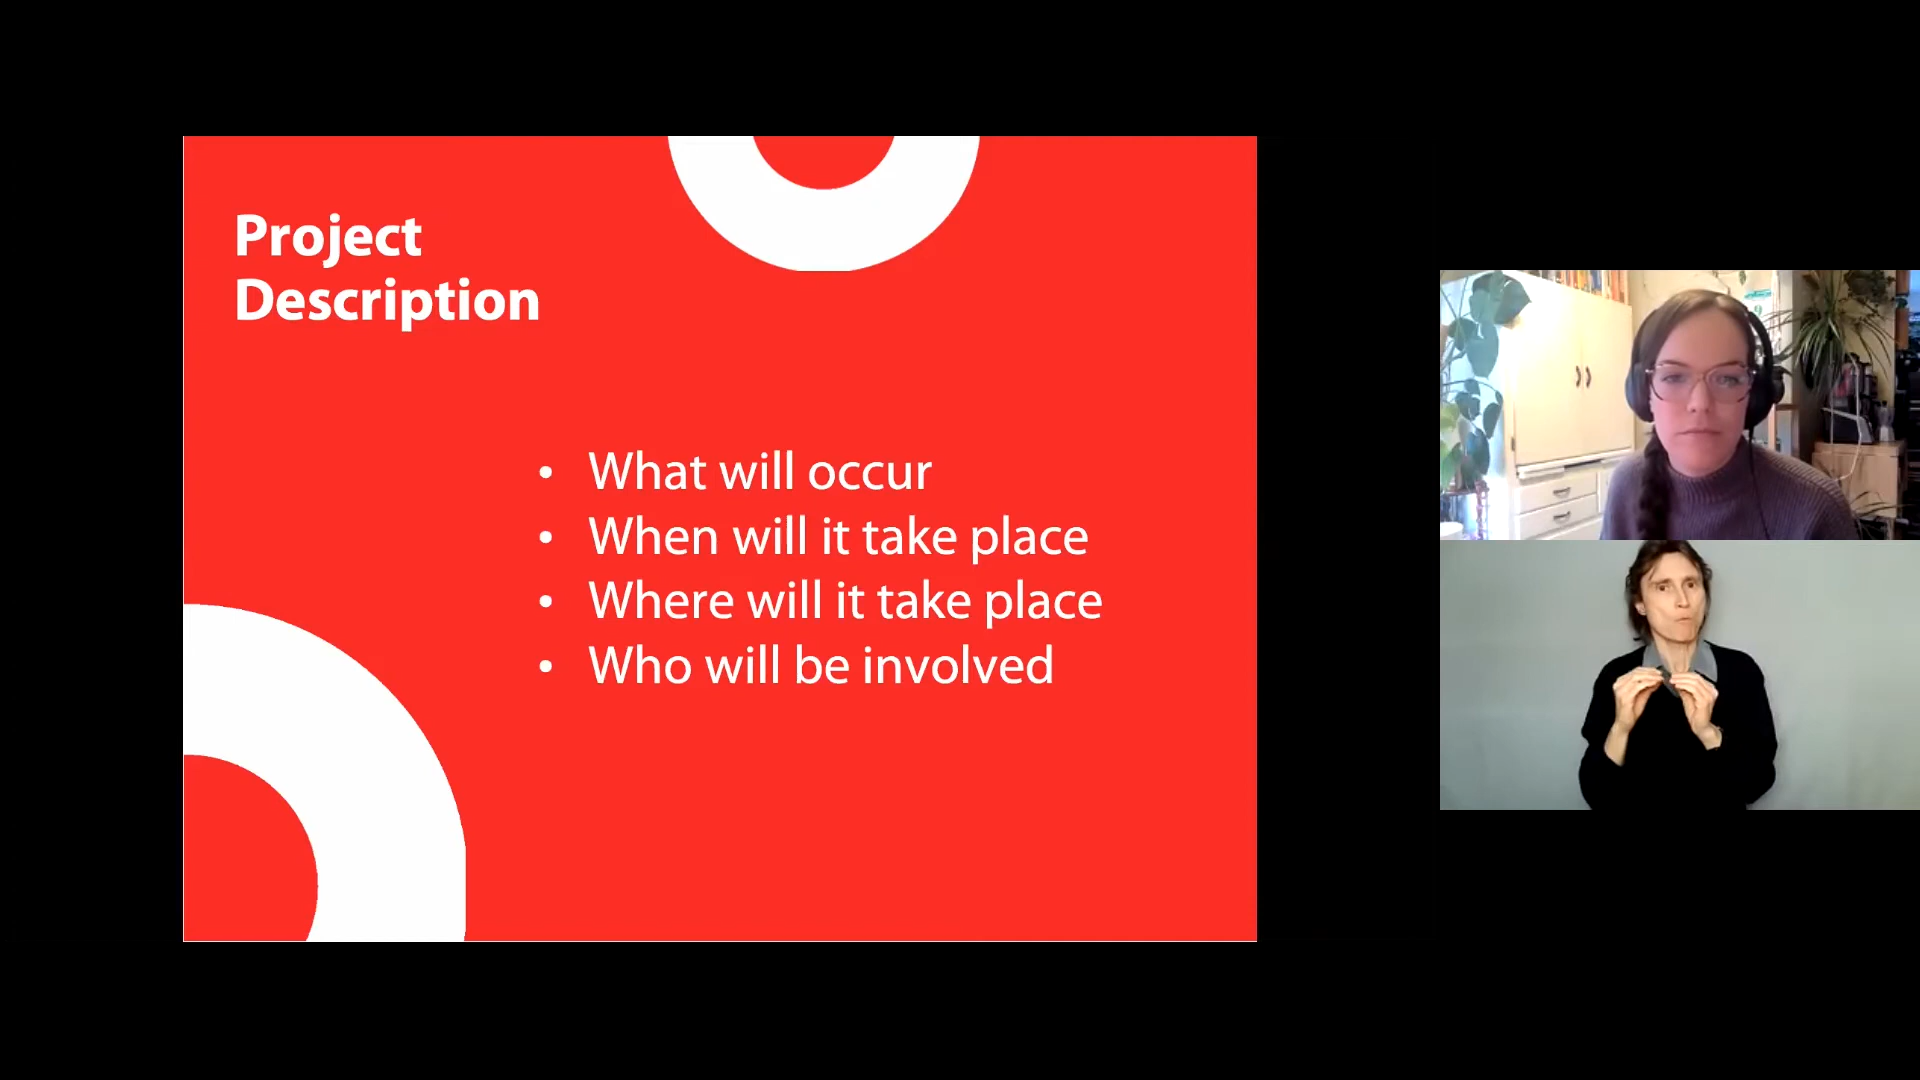 Project
Description
• What will occur
• When will it take place
• Where will it take place
• Who will be involved